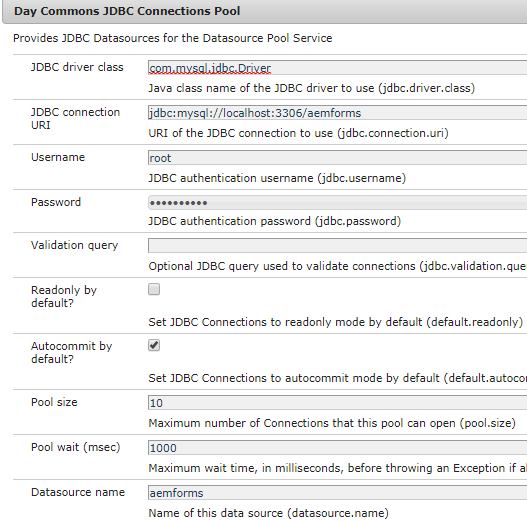 Day Commons JDBC Connections Pool
Provides JDBC Datasources for the Datasource Pool Service
JDBC driver class
com.mysql.jdbc.Driver
Java class name of the JDBC driver to use (jdbc.driver.class)
JDBC connection
URI
jdbc:mysql://localhost:3306/aemforms
URI of the JDBC connection to use (jdbc.connection.uri)
Username
root
JDBC authentication username (jdbc.username)
Password
••••••••••
JDBC authentication password (jdbc.password)
Validation query
Optional JDBC query used to validate connections (jdbc.validation.que
Readonly by
default?
Set JDBC Connections to readonly mode by default (default.readonly)
Autocommit by
default?
Set JDBC Connections to autocommit mode by default (default.autoco
Pool size
10
Maximum number of Connections that this pool can open (pool.size)
Pool wait (msec)
1000
Maximum wait time, in milliseconds, before throwing an Exception if al
Datasource name
aemforms
Name of this data source (datasource.name)